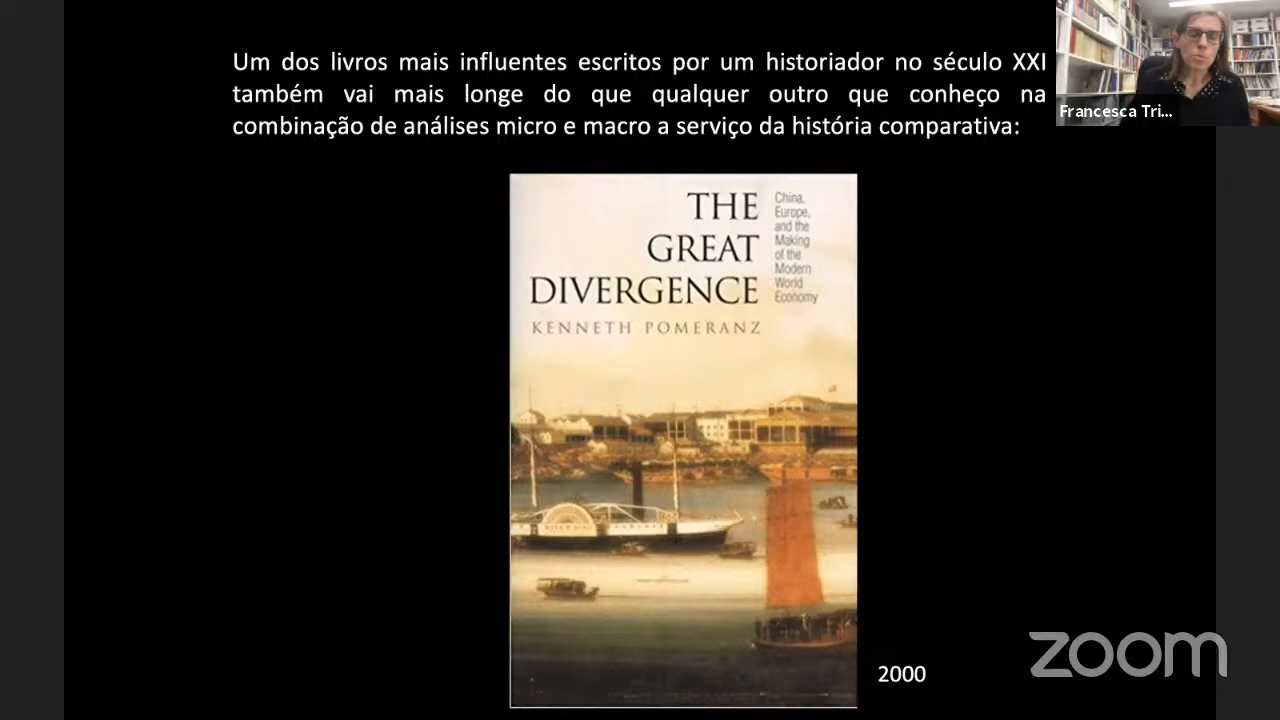 Um dos livros mais influentes escritos por um historiador no século XXI
também vai mais longe do que qualquer outro que conheço na
combinação de análises micro e macro a serviço da história comparativa:
Francesca Tri...
THE
GREAT
DIVERGENCE
China,
Europe,
and the
Making
of the
Modern
World
Economy
KENNETH POMERANZ
2000
zoom